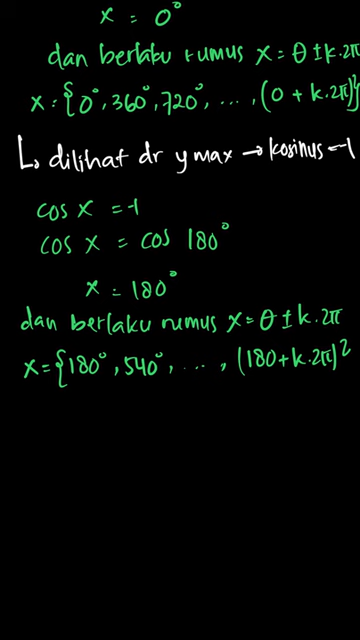 x = 0°
dan berlaku rumus x = θ ± k.2π
x = {0°, 360°, 720°, ..., (0 + k.2π)}
↳ dilihat dr y max → kosinus = -1
cos x = -1
cos x = cos 180°
x = 180°
dan berlaku rumus x = θ ± k.2π
x = {180°, 540°, ..., (180 + k.2π)}